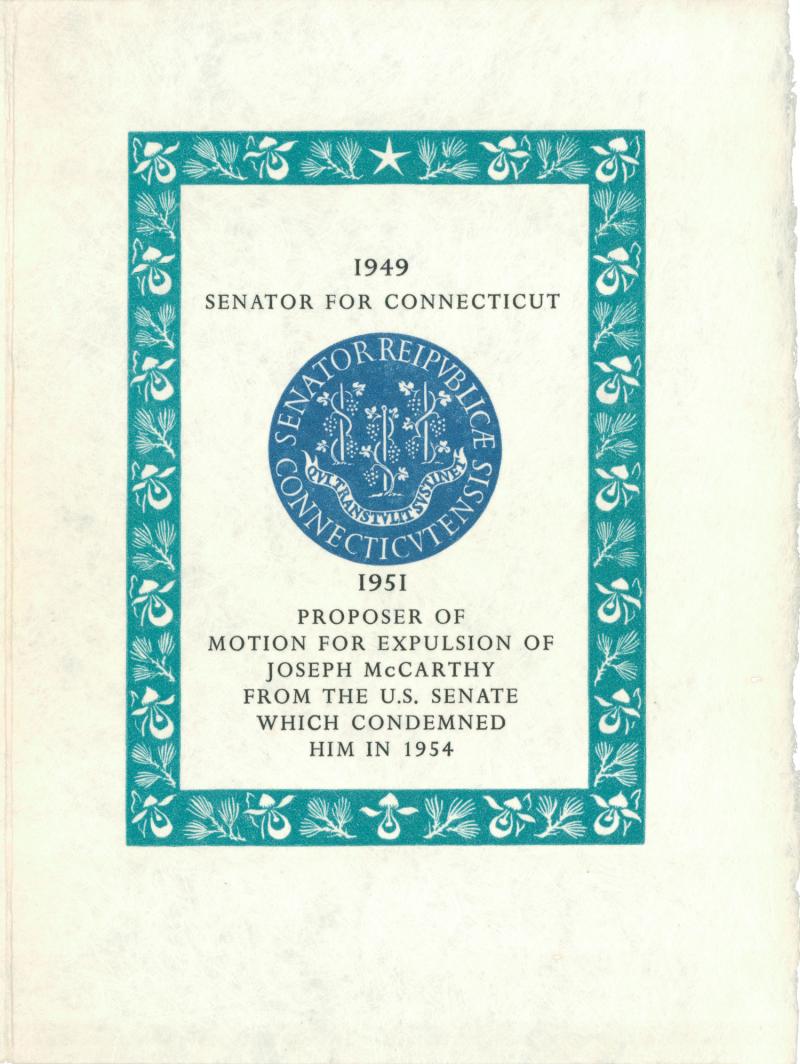 1949
SENATOR FOR CONNECTICUT
SENATOR REIPVBLICÆ
CONNECTICVTENSIS
QVI TRANSTVLIT SVSTINET
1951
PROPOSER OF
MOTION FOR EXPULSION OF
JOSEPH McCARTHY
FROM THE U.S. SENATE
WHICH CONDEMNED
HIM IN 1954